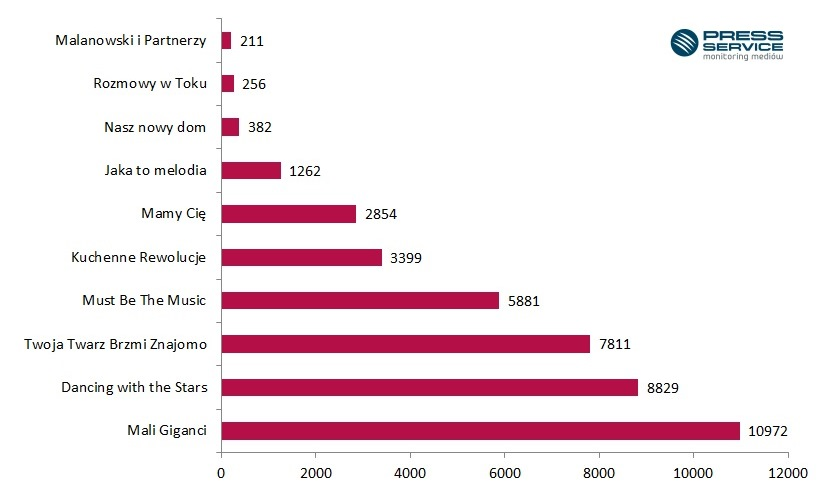 PRESS
SERVICE
monitoring mediów
Malanowski i Partnerzy 211
Rozmowy w Toku 256
Nasz nowy dom 382
Jaka to melodia 1262
Mamy Cię 2854
Kuchenne Rewolucje 3399
Must Be The Music 5881
Twoja Twarz Brzmi Znajomo 7811
Dancing with the Stars 8829
Mali Giganci 10972
0 2000 4000 6000 8000 10000 12000